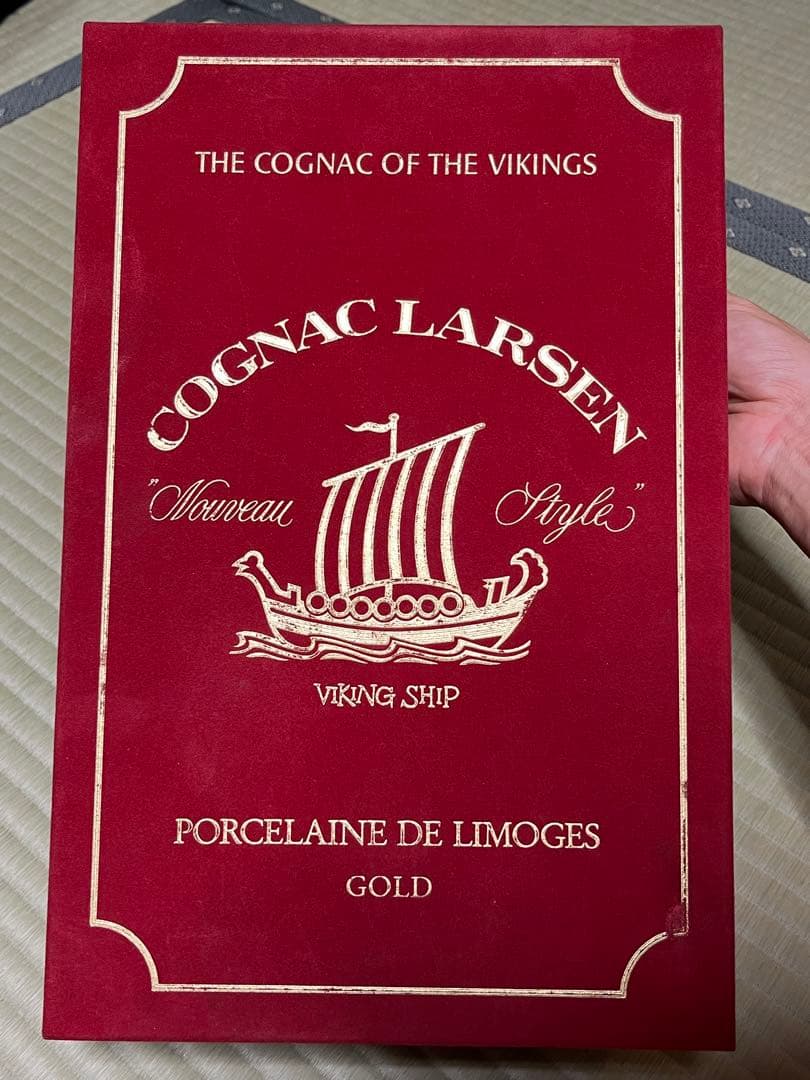 THE COGNAC OF THE VIKINGS
COGNAC LARSEN
"Nouveau Style"
VIKING SHIP
PORCELAINE DE LIMOGES
GOLD